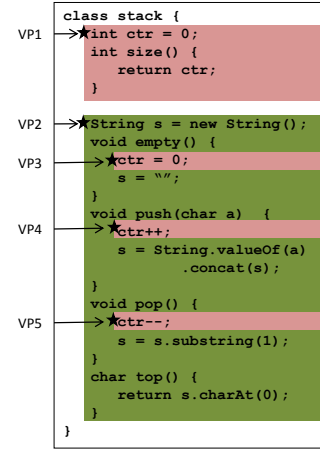 class stack {
VP1 ★int ctr = 0;
int size() {
return ctr;
}
VP2 ★String s = new String();
void empty() {
VP3 ★ctr = 0;
s = “”;
}
void push(char a) {
VP4 ★ctr++;
s = String.valueOf(a)
.concat(s);
}
void pop() {
VP5 ★ctr--;
s = s.substring(1);
}
char top() {
return s.charAt(0);
}
}